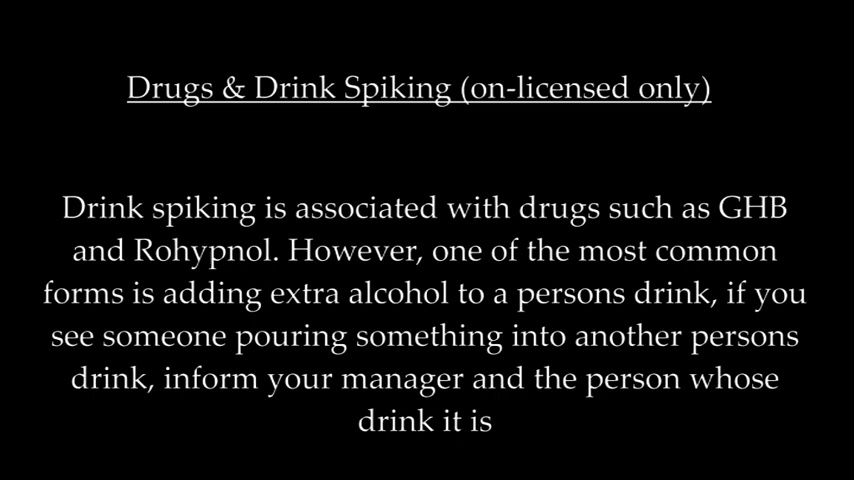 Drugs & Drink Spiking (on-licensed only)
Drink spiking is associated with drugs such as GHB
and Rohypnol. However, one of the most common
forms is adding extra alcohol to a persons drink, if you
see someone pouring something into another persons
drink, inform your manager and the person whose
drink it is